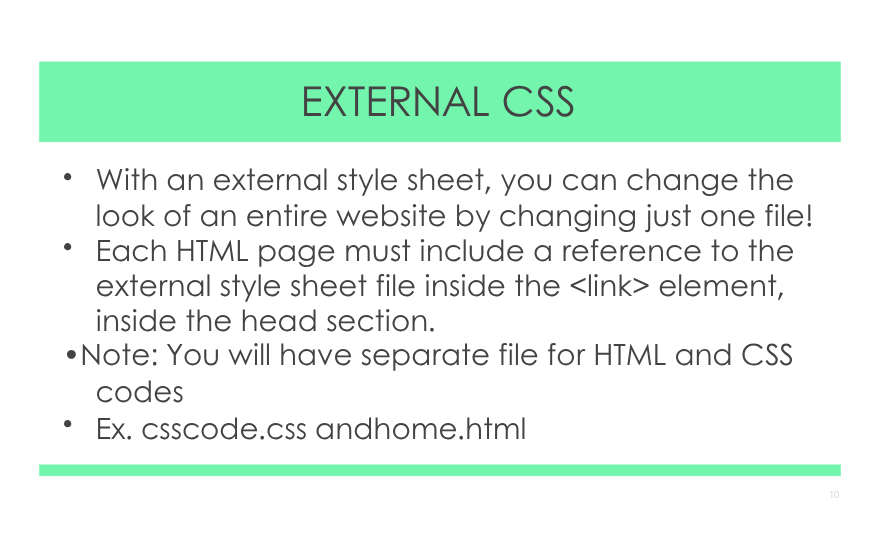 EXTERNAL CSS
• With an external style sheet, you can change the
look of an entire website by changing just one file!
• Each HTML page must include a reference to the
external style sheet file inside the <link> element,
inside the head section.
•Note: You will have separate file for HTML and CSS
codes
• Ex. csscode.css andhome.html
10